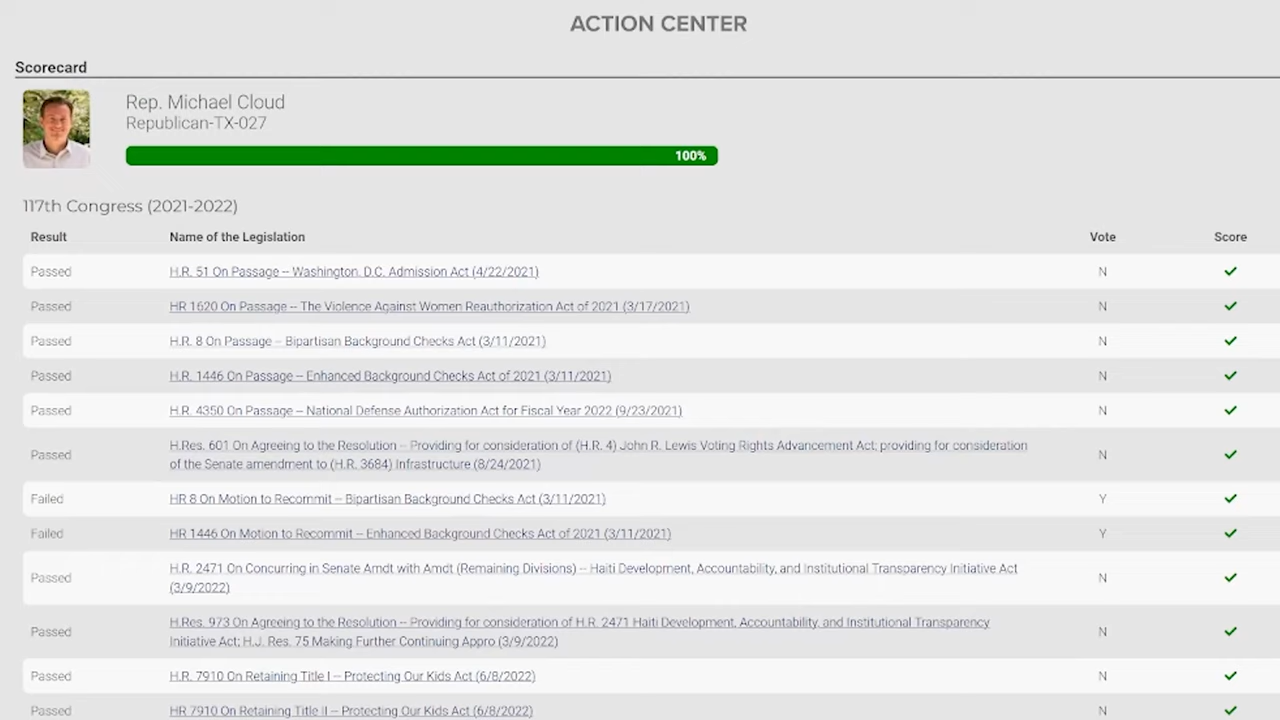 ACTION CENTER
Scorecard
Rep. Michael Cloud
Republican-TX-027
100%
117th Congress (2021-2022)
Result Name of the Legislation Vote Score
Passed H.R. 51 On Passage -- Washington, D.C. Admission Act (4/22/2021) N
Passed HR 1620 On Passage -- The Violence Against Women Reauthorization Act of 2021 (3/17/2021) N
Passed H.R. 8 On Passage -- Bipartisan Background Checks Act (3/11/2021) N
Passed H.R. 1446 On Passage -- Enhanced Background Checks Act of 2021 (3/11/2021) N
Passed H.R. 4350 On Passage -- National Defense Authorization Act for Fiscal Year 2022 (9/23/2021) N
H.Res. 601 On Agreeing to the Resolution -- Providing for consideration of (H.R. 4) John R. Lewis Voting Rights Advancement Act; providing for consideration
Passed N
of the Senate amendment to (H.R. 3684) Infrastructure (8/24/2021)
Failed HR 8 On Motion to Recommit -- Bipartisan Background Checks Act (3/11/2021) Y
Failed HR 1446 On Motion to Recommit -- Enhanced Background Checks Act of 2021 (3/11/2021) Y
H.R. 2471 On Concurring in Senate Amdt with Amdt (Remaining Divisions) -- Haiti Development, Accountability, and Institutional Transparency Initiative Act
Passed N
(3/9/2022)
H.Res. 973 On Agreeing to the Resolution -- Providing for consideration of H.R. 2471 Haiti Development, Accountability, and Institutional Transparency
Passed N
Initiative Act; H.J. Res. 75 Making Further Continuing Appro (3/9/2022)
Passed H.R. 7910 On Retaining Title I -- Protecting Our Kids Act (6/8/2022) N
Passed HR 7910 On Retaining Title II -- Protecting Our Kids Act (6/8/2022) N